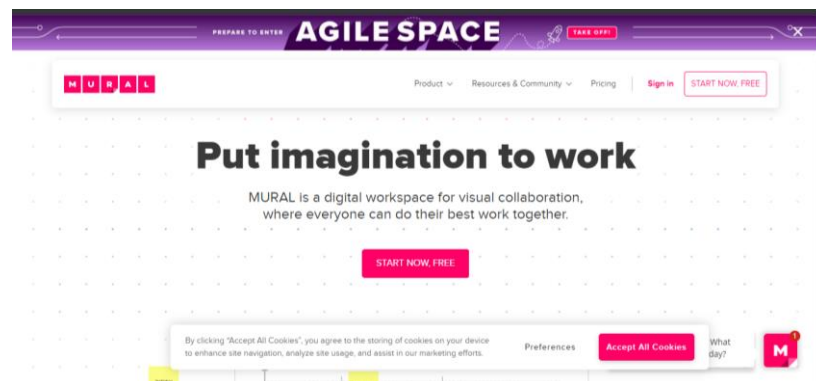 PREPARE TO ENTER AGILE SPACE TAKE OFF!
MURAL Product Resources & Community Pricing Sign in START NOW, FREE
Put imagination to work
MURAL is a digital workspace for visual collaboration,
where everyone can do their best work together.
START NOW, FREE
By clicking "Accept All Cookies", you agree to the storing of cookies on your device
to enhance site navigation, analyze site usage, and assist in our marketing efforts.
Preferences
Accept All Cookies
What
day?
M
1